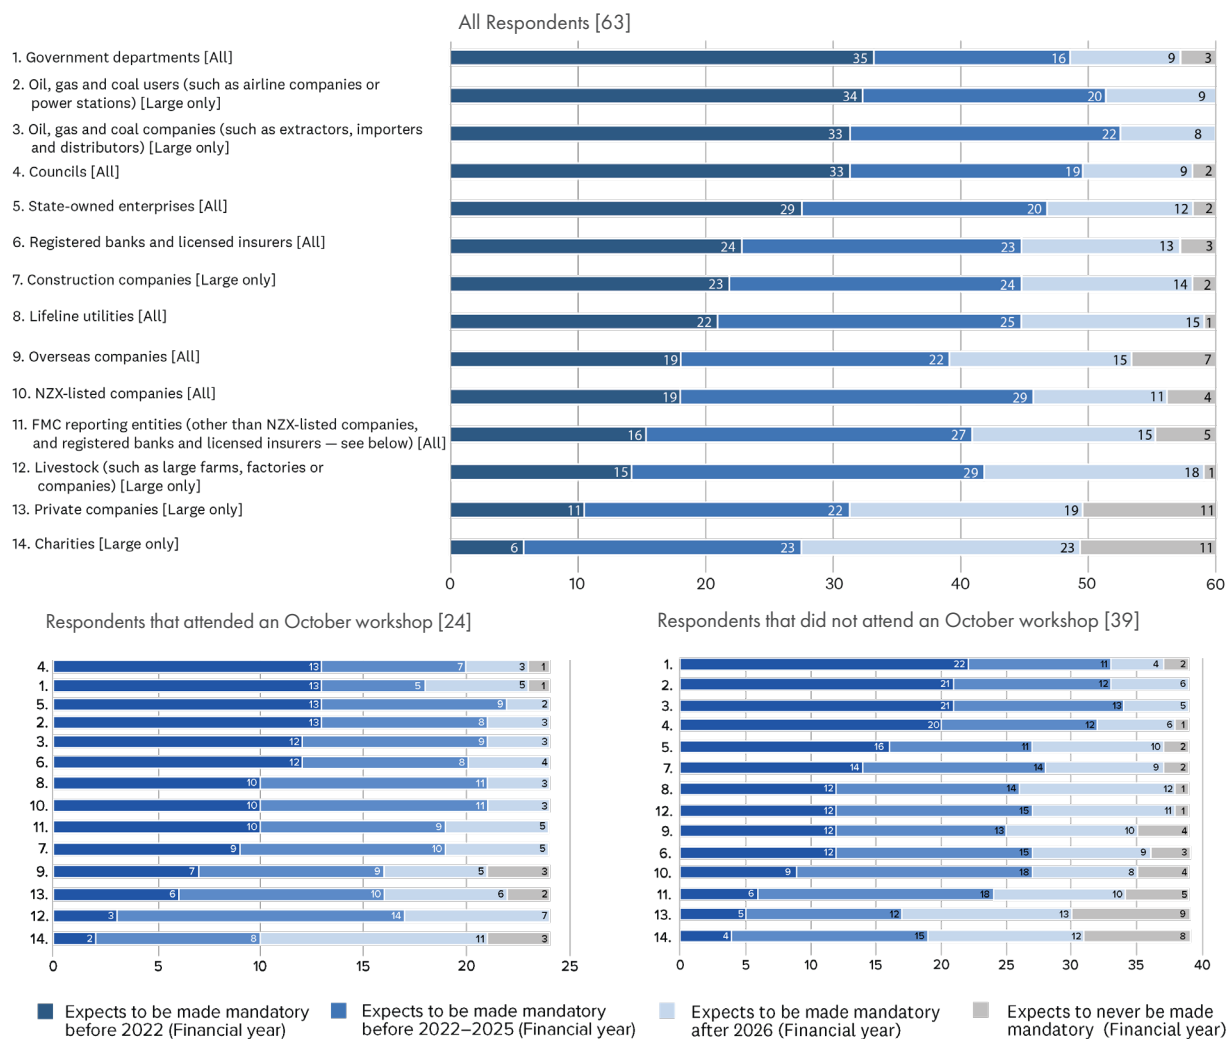 All Respondents [63]
1. Government departments [All]
35 16 9 3
2. Oil, gas and coal users (such as airline companies or
power stations) [Large only]
34 20 9
3. Oil, gas and coal companies (such as extractors, importers
and distributors) [Large only]
33 22 8
4. Councils [All]
33 19 9 2
5. State-owned enterprises [All]
29 20 12 2
6. Registered banks and licensed insurers [All]
24 23 13 3
7. Construction companies [Large only]
23 24 14 2
8. Lifeline utilities [All]
22 25 15 1
9. Overseas companies [All]
19 22 15 7
10. NZX-listed companies [All]
19 29 11 4
11. FMC reporting entities (other than NZX-listed companies,
and registered banks and licensed insurers — see below) [All]
16 27 15 5
12. Livestock (such as large farms, factories or
companies) [Large only]
15 29 18 1
13. Private companies [Large only]
11 22 19 11
14. Charities [Large only]
6 23 23 11
0 10 20 30 40 50 60
Respondents that attended an October workshop [24]
4. 13 7 3 1
1. 13 5 5 1
5. 13 9 2
2. 13 8 3
3. 12 9 3
6. 12 8 4
8. 10 11 3
10. 10 11 3
11. 10 9 5
7. 9 10 5
9. 7 9 5 3
13. 6 10 6 2
12. 3 14 7
14. 2 8 11 3
0 5 10 15 20 25
Respondents that did not attend an October workshop [39]
1. 22 11 4 2
2. 21 12 6
3. 21 13 5
4. 20 12 6 1
5. 16 11 10 2
7. 14 14 9 2
8. 12 14 12 1
12. 12 15 11 1
9. 12 13 10 4
6. 12 15 9 3
10. 9 18 8 4
11. 6 18 10 5
13. 5 12 13 9
14. 4 15 12 8
0 5 10 15 20 25 30 35 40
Expects to be made mandatory
before 2022 (Financial year)
Expects to be made mandatory
before 2022–2025 (Financial year)
Expects to be made mandatory
after 2026 (Financial year)
Expects to never be made
mandatory (Financial year)